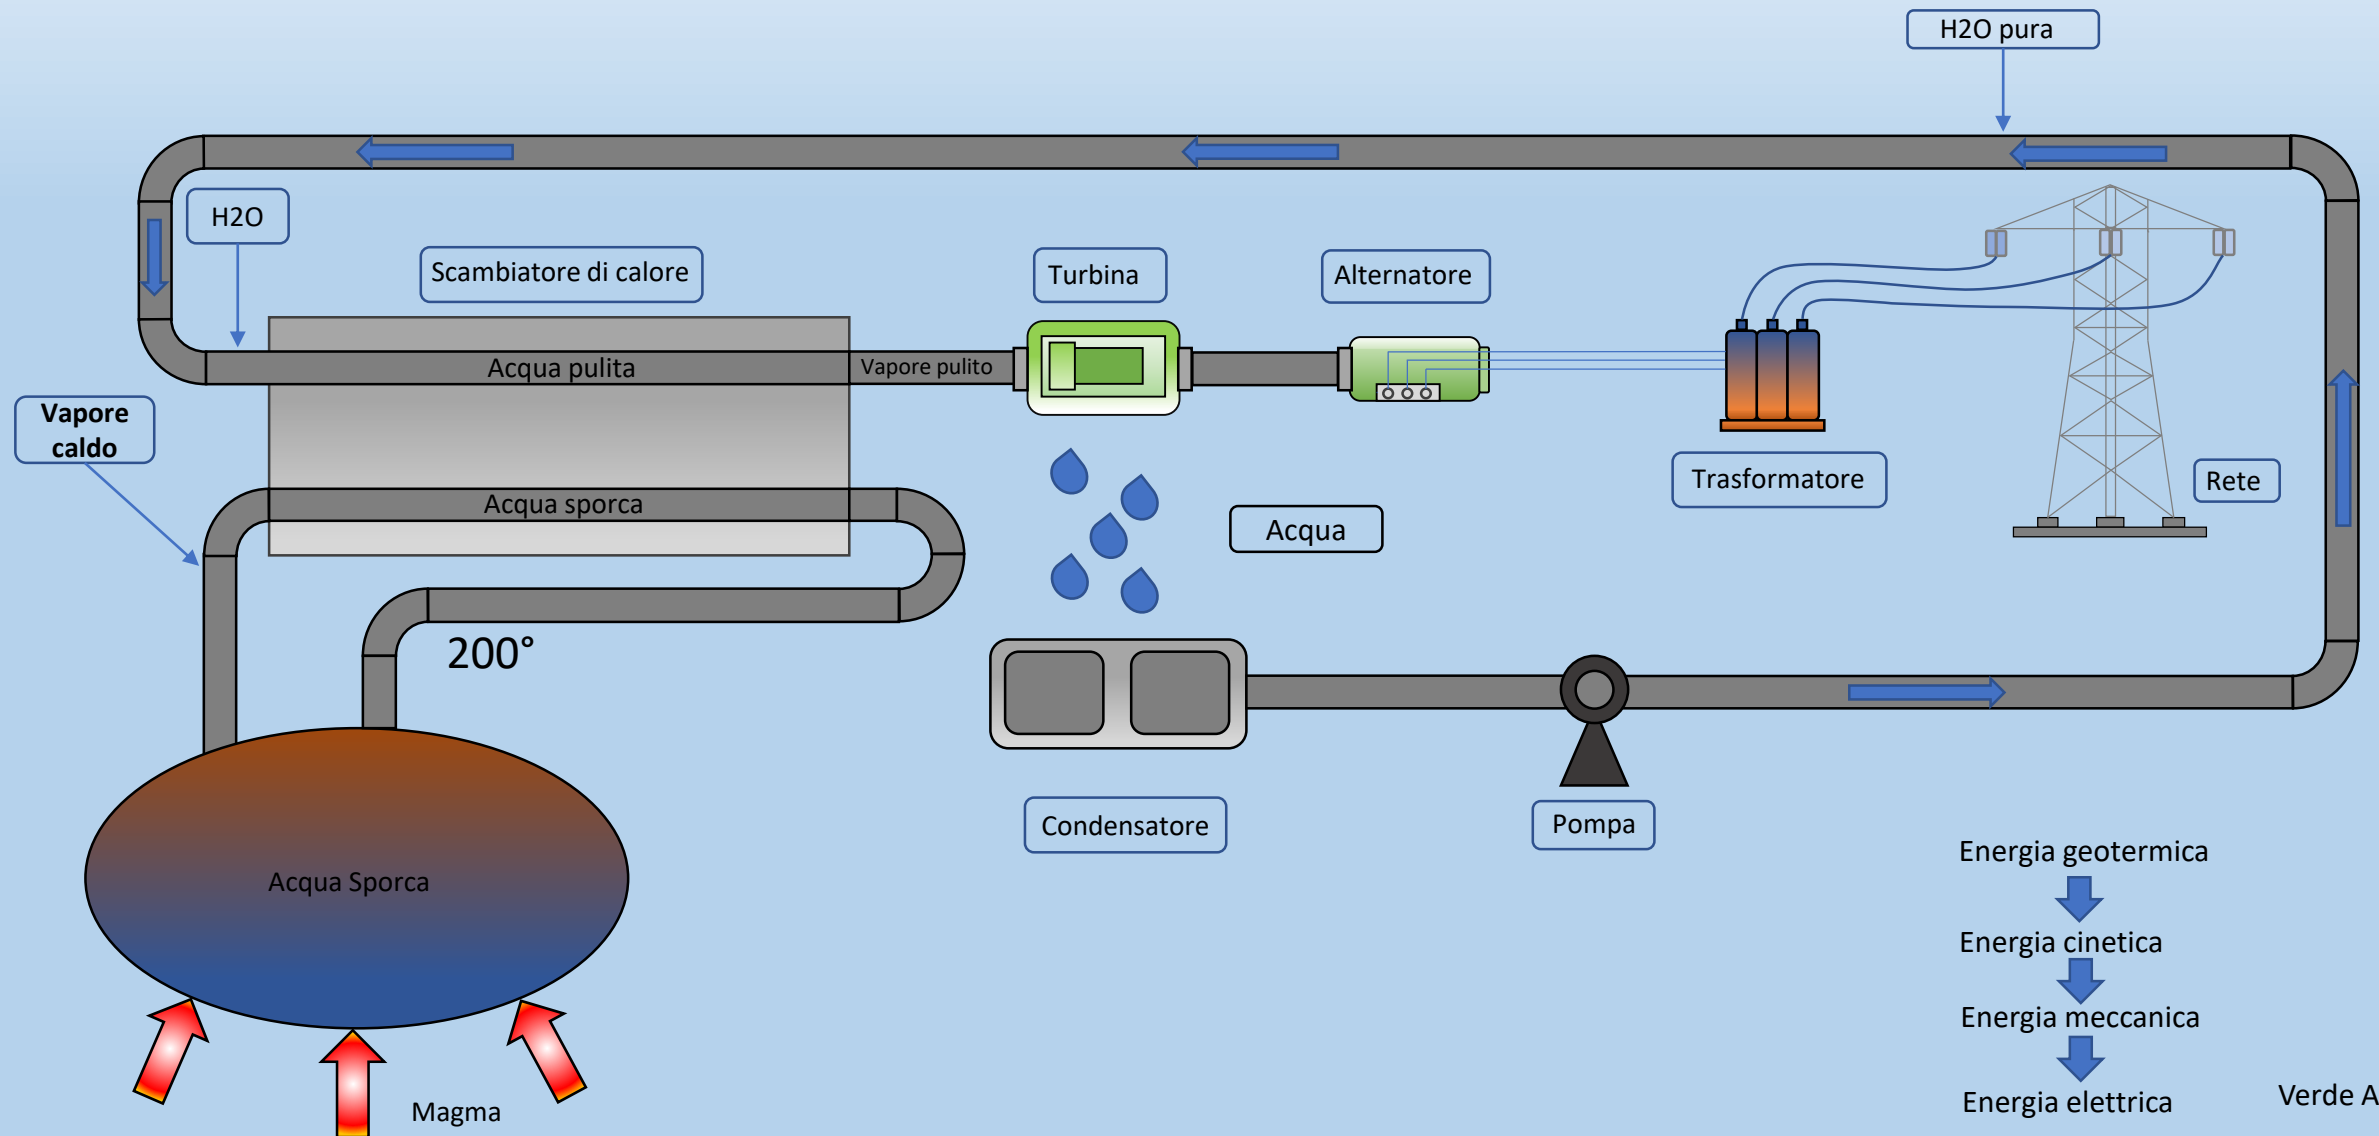 H2O pura
H2O
Scambiatore di calore
Turbina
Alternatore
Acqua pulita
Vapore pulito
Vapore
caldo
Trasformatore
Rete
Acqua sporca
Acqua
200°
Condensatore
Pompa
Acqua Sporca
Energia geotermica
Energia cinetica
Energia meccanica
Energia elettrica
Magma
Verde A